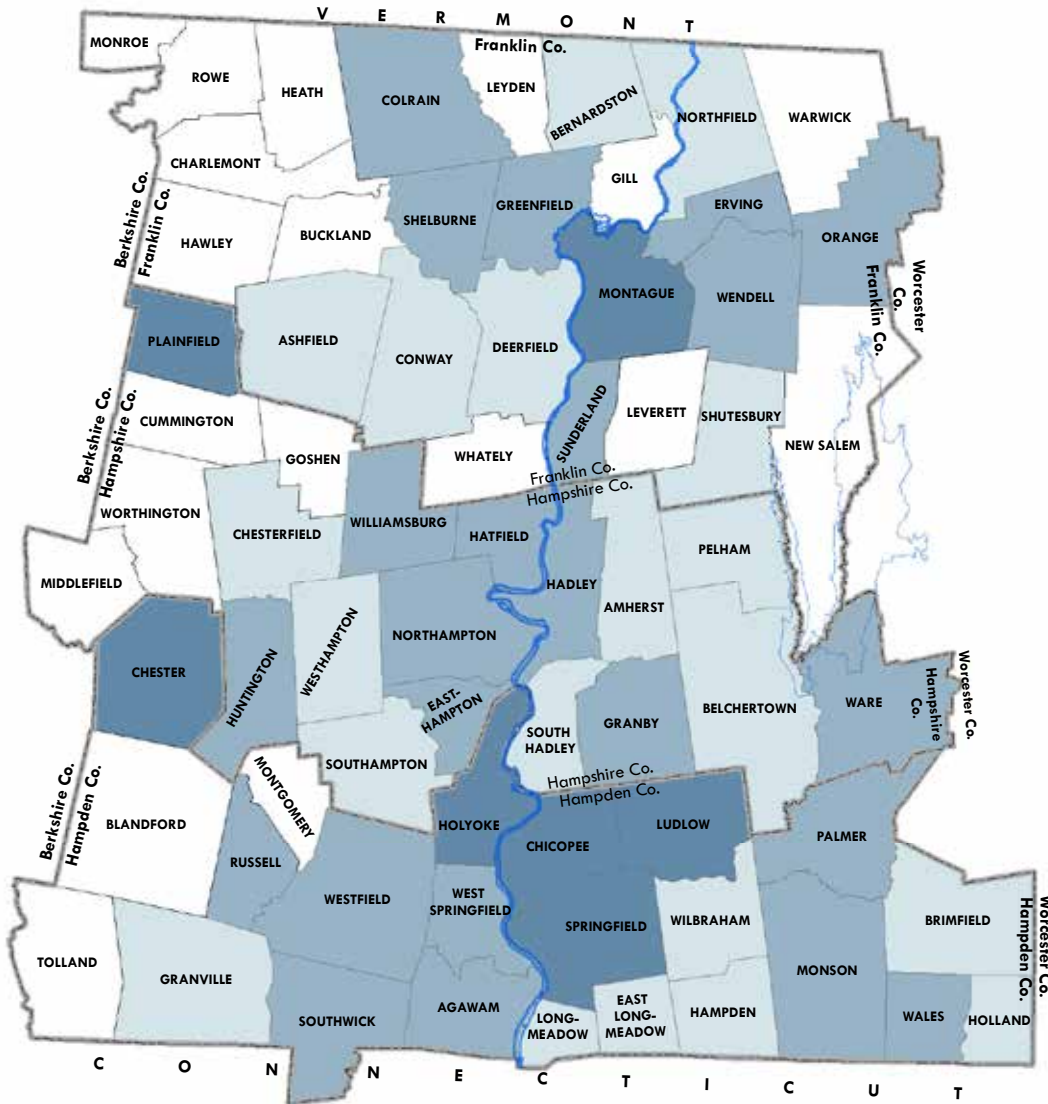 V E R M O N T
MONROE
Franklin Co.
ROWE
HEATH
COLRAIN
LEYDEN
BERNARDSTON
NORTHFIELD
WARWICK
CHARLEMONT
GILL
Berkshire Co.
Franklin Co.
HAWLEY
BUCKLAND
SHELBURNE
GREENFIELD
ERVING
ORANGE
Franklin Co.
Worcester
Co.
PLAINFIELD
ASHFIELD
CONWAY
DEERFIELD
MONTAGUE
WENDELL
Berkshire Co.
Hampshire Co.
CUMMINGTON
GOSHEN
WHATELY
SUNDERLAND
LEVERETT
SHUTESBURY
NEW SALEM
Franklin Co.
Hampshire Co.
WORTHINGTON
CHESTERFIELD
WILLIAMSBURG
HATFIELD
HADLEY
AMHERST
PELHAM
MIDDLEFIELD
CHESTER
HUNTINGTON
WESTHAMPTON
NORTHAMPTON
EAST-
HAMPTON
SOUTH
HADLEY
GRANBY
BELCHERTOWN
WARE
Hampshire
Co.
Worcester Co.
SOUTHAMPTON
Hampshire Co.
Hampden Co.
Berkshire Co.
Hampden Co.
BLANDFORD
MONTGOMERY
RUSSELL
HOLYOKE
CHICOPEE
LUDLOW
PALMER
WESTFIELD
WEST
SPRINGFIELD
SPRINGFIELD
WILBRAHAM
BRIMFIELD
Hampden Co.
Worcester Co.
TOLLAND
GRANVILLE
SOUTHWICK
AGAWAM
LONG-
MEADOW
EAST
LONG-
MEADOW
HAMPDEN
MONSON
WALES
HOLLAND
C O N N E C T I C U T